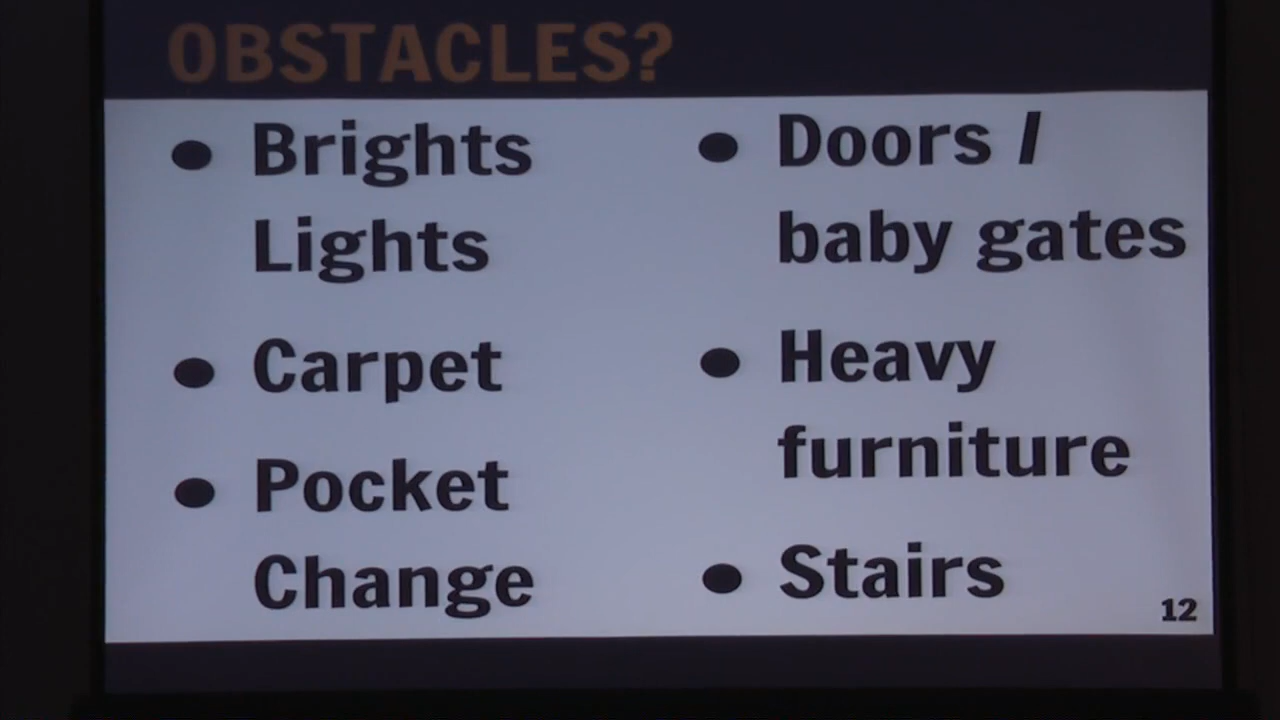 OBSTACLES?
• Brights
Lights
• Carpet
• Pocket
Change
• Doors /
baby gates
• Heavy
furniture
• Stairs
12